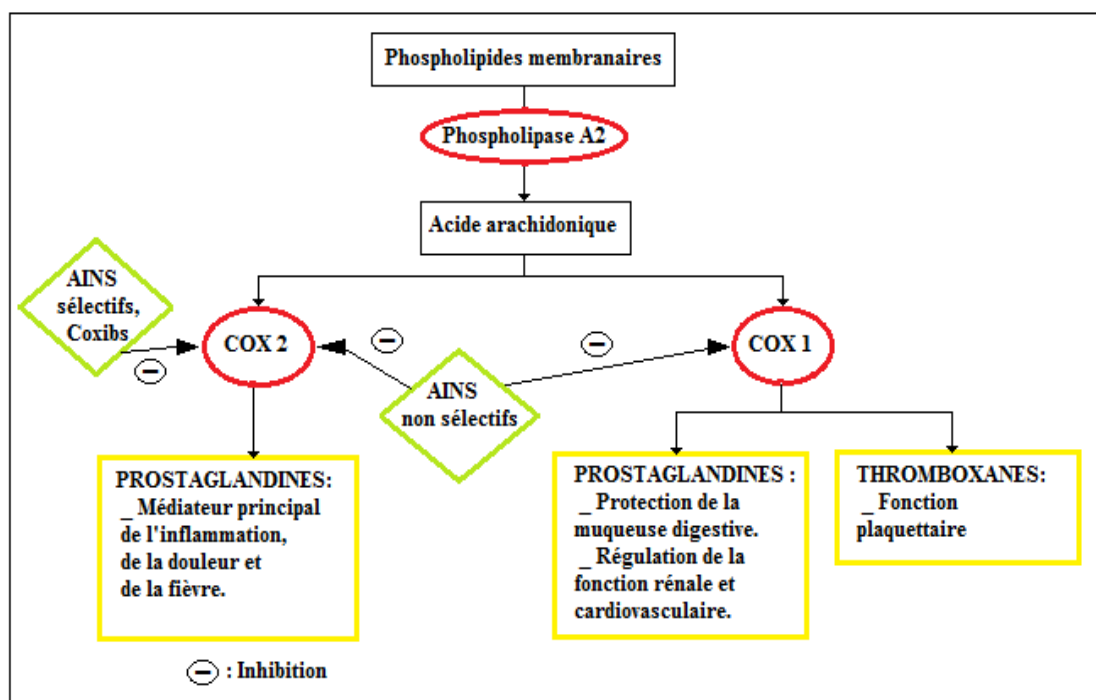 Phospholipides membranaires
Phospholipase A2
Acide arachidonique
AINS
sélectifs,
Coxibs
COX 2
AINS
non sélectifs
COX 1
PROSTAGLANDINES:
_ Médiateur principal
de l'inflammation,
de la douleur et
de la fièvre.
PROSTAGLANDINES :
_ Protection de la
muqueuse digestive.
_ Régulation de la
fonction rénale et
cardiovasculaire.
THROMBOXANES:
_ Fonction
plaquettaire
: Inhibition